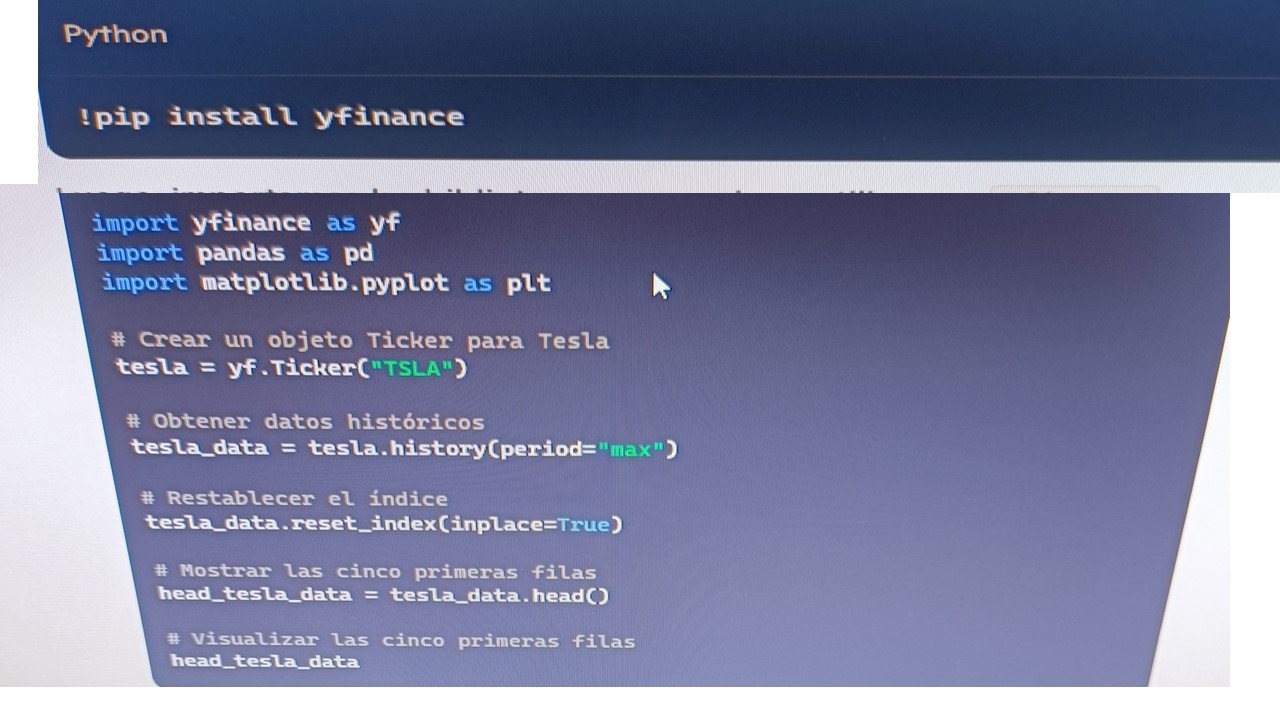 Python
!pip install yfinance
import yfinance as yf
import pandas as pd
import matplotlib.pyplot as plt
# Crear un objeto Ticker para Tesla
tesla = yf.Ticker("TSLA")
# Obtener datos históricos
tesla_data = tesla.history(period="max")
# Restablecer el índice
tesla_data.reset_index(inplace=True)
# Mostrar las cinco primeras filas
head_tesla_data = tesla_data.head()
# Visualizar las cinco primeras filas
head_tesla_data